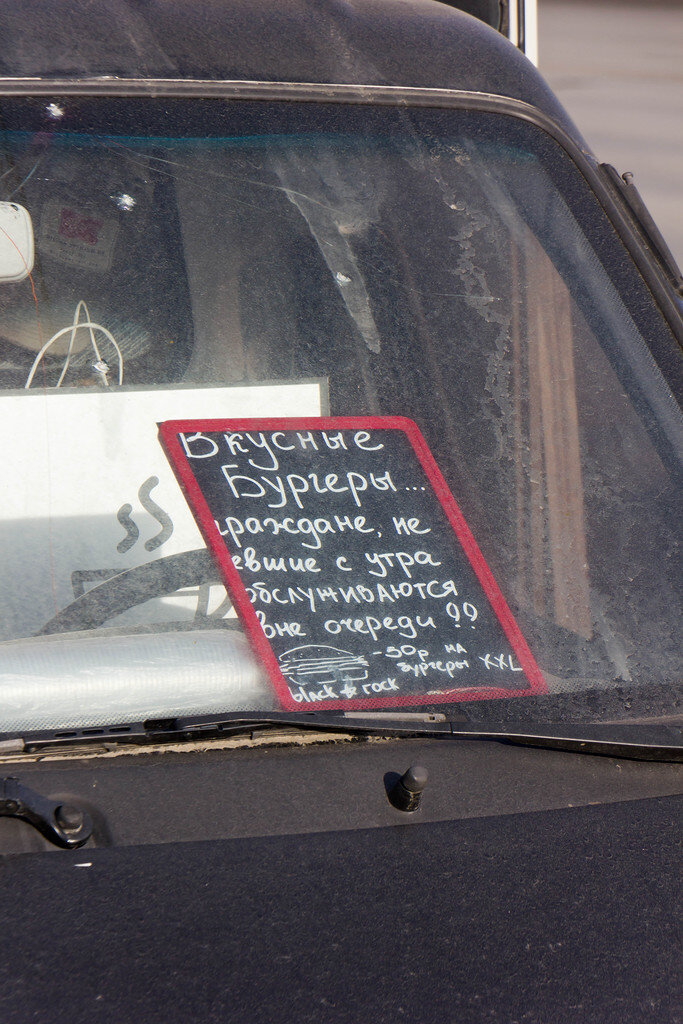 Вкусные
Бургеры...
граждане, не
евшие с утра
обслуживаются
вне очереди !!
-50р на
бургеры XXL
black rock